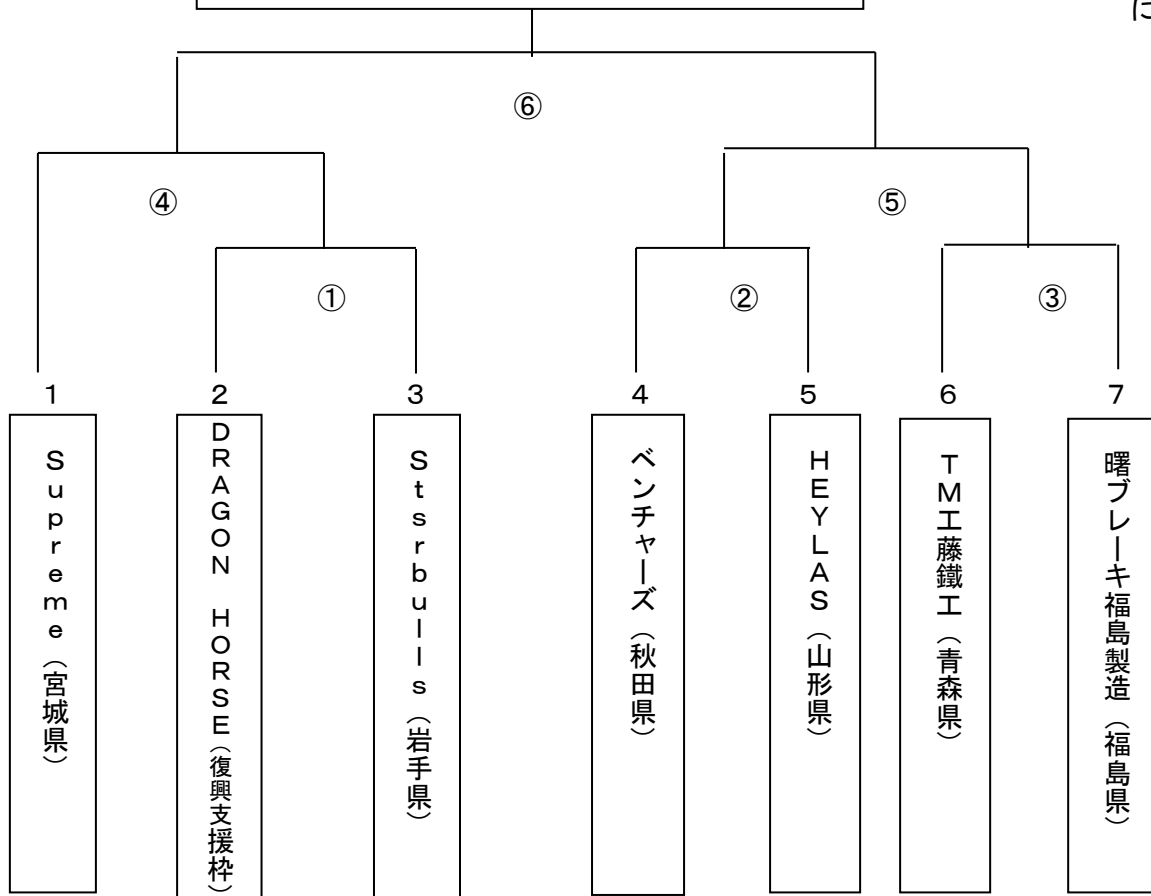 に
⑥
④
⑤
①
②
③
1
2
3
4
5
6
7
Supreme（宮城県）
DRAGON HORSE（復興支援枠）
Stsrbulls（岩手県）
ベンチャーズ（秋田県）
HEYLAS（山形県）
TM工藤鐵工（青森県）
曙ブレーキ福島製造（福島県）